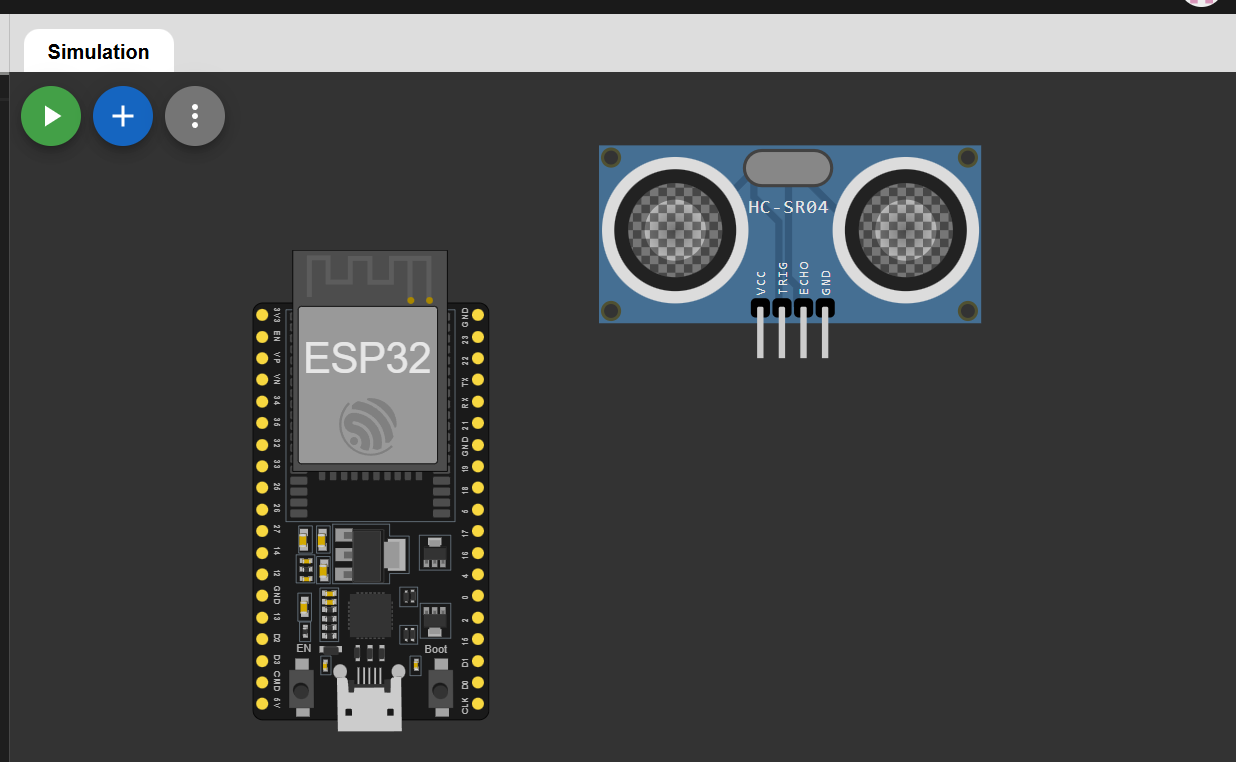 Simulation
HC-SR04
VCC
TRIG
ECHO
GND
ESP32
3V3
EN
VP
VN
34
35
32
33
25
26
27
14
12
GND
13
D2
D3
CMD
5V
GND
23
22
TX
RX
21
GND
19
18
5
17
16
4
0
2
15
D1
D0
CLK
EN
Boot